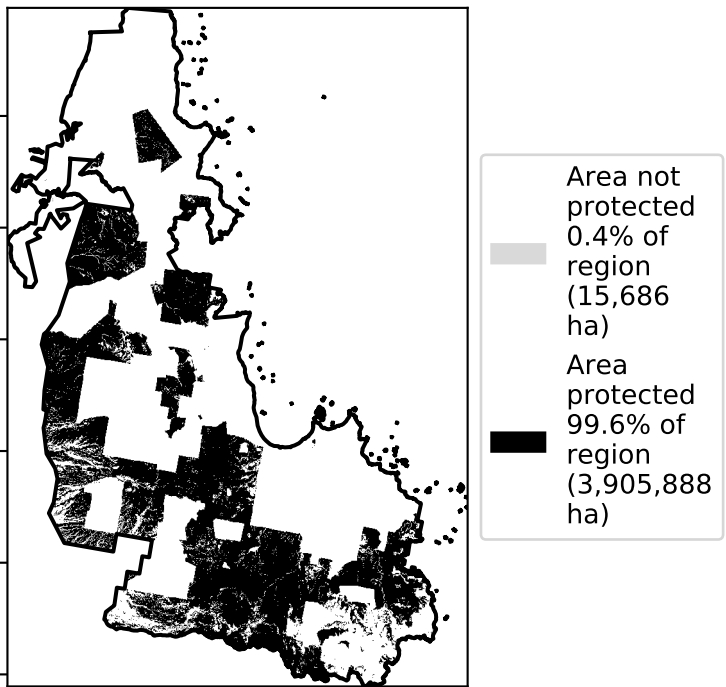 Area not
protected
0.4% of
region
(15,686
ha)
Area
protected
99.6% of
region
(3,905,888
ha)